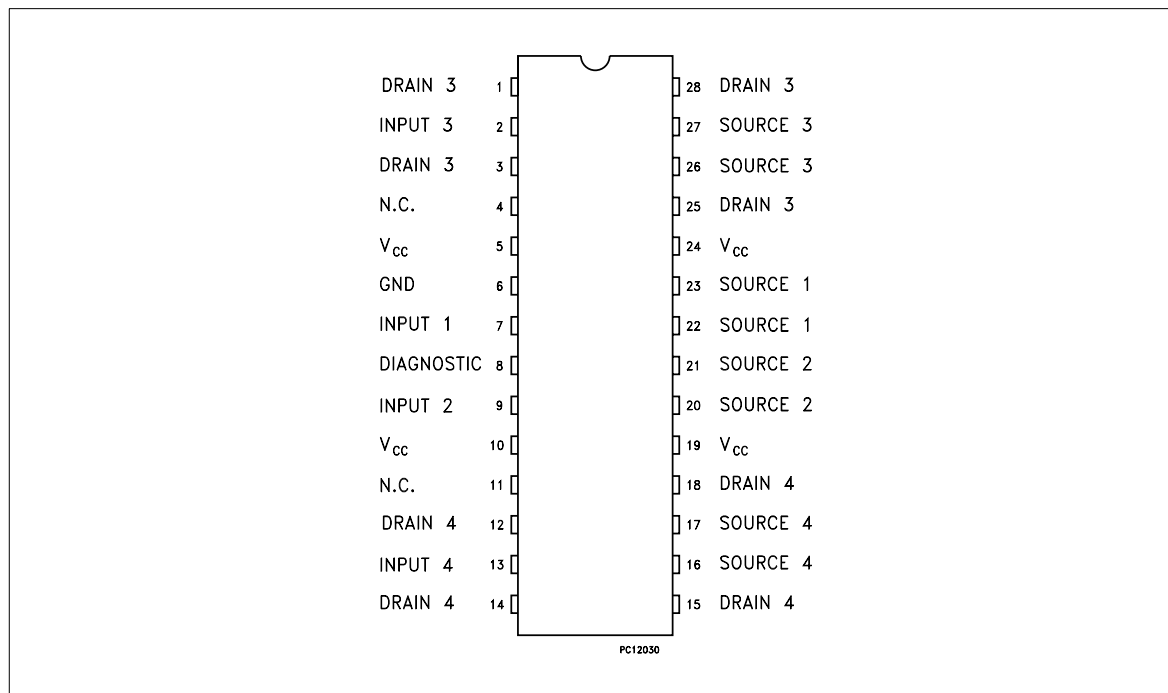 DRAIN 3 1 28 DRAIN 3
INPUT 3 2 27 SOURCE 3
DRAIN 3 3 26 SOURCE 3
N.C. 4 25 DRAIN 3
VCC 5 24 VCC
GND 6 23 SOURCE 1
INPUT 1 7 22 SOURCE 1
DIAGNOSTIC 8 21 SOURCE 2
INPUT 2 9 20 SOURCE 2
VCC 10 19 VCC
N.C. 11 18 DRAIN 4
DRAIN 4 12 17 SOURCE 4
INPUT 4 13 16 SOURCE 4
DRAIN 4 14 15 DRAIN 4
PC12030